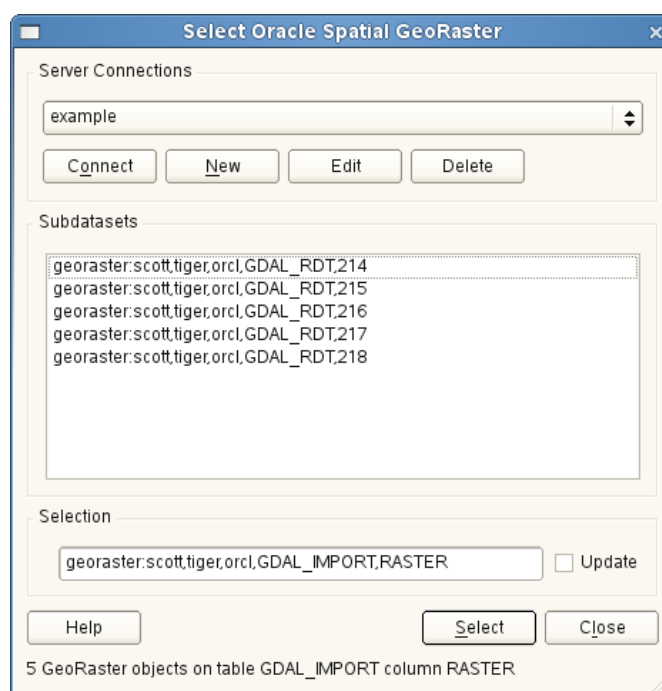 Select Oracle Spatial GeoRaster
Server Connections
example
Connect New Edit Delete
Subdatasets
georaster:scott,tiger,orcl,GDAL_RDT,214
georaster:scott,tiger,orcl,GDAL_RDT,215
georaster:scott,tiger,orcl,GDAL_RDT,216
georaster:scott,tiger,orcl,GDAL_RDT,217
georaster:scott,tiger,orcl,GDAL_RDT,218
Selection
georaster:scott,tiger,orcl,GDAL_IMPORT,RASTER Update
Help Select Close
5 GeoRaster objects on table GDAL_IMPORT column RASTER